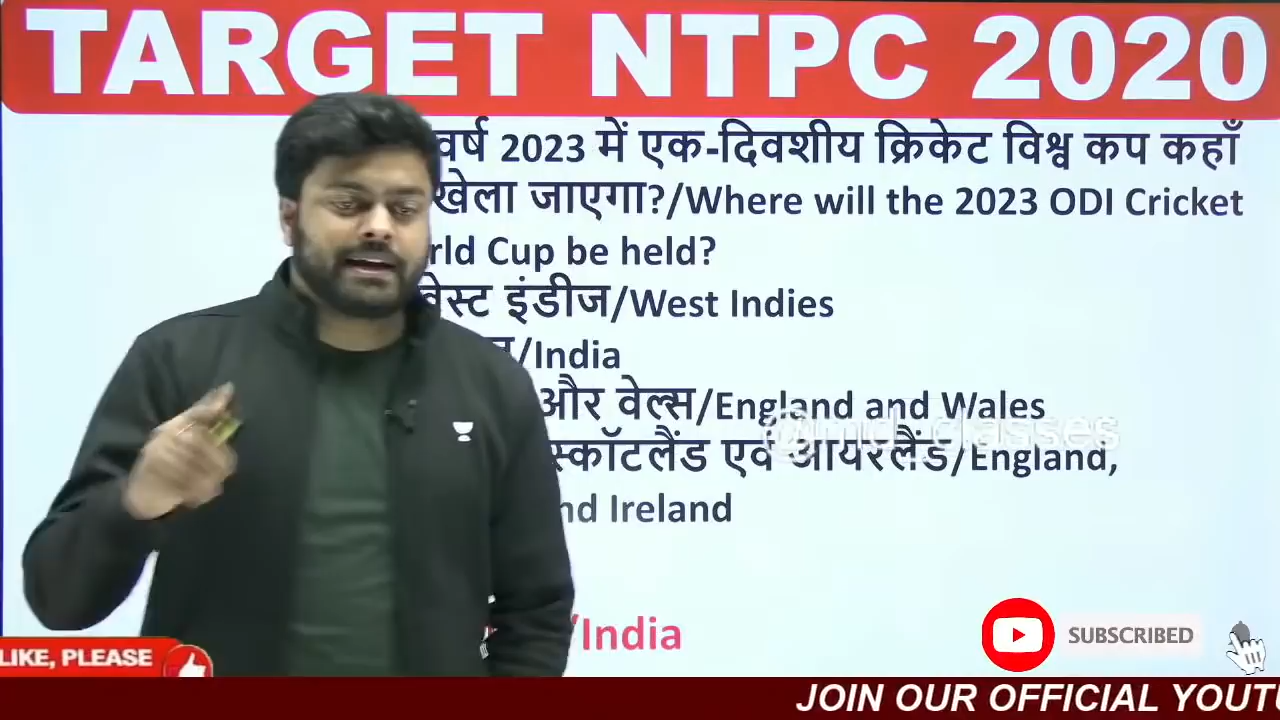 TARGET NTPC 2020
वर्ष 2023 में एक-दिवशीय क्रिकेट विश्व कप कहाँ
खेला जाएगा?/Where will the 2023 ODI Cricket
rld Cup be held?
वेस्ट इंडीज/West Indies
/India
और वेल्स/England and Wales
स्कॉटलैंड एवं आयरलैंड/England,
nd Ireland
/India
SUBSCRIBED
LIKE, PLEASE
JOIN OUR OFFICIAL YOUT